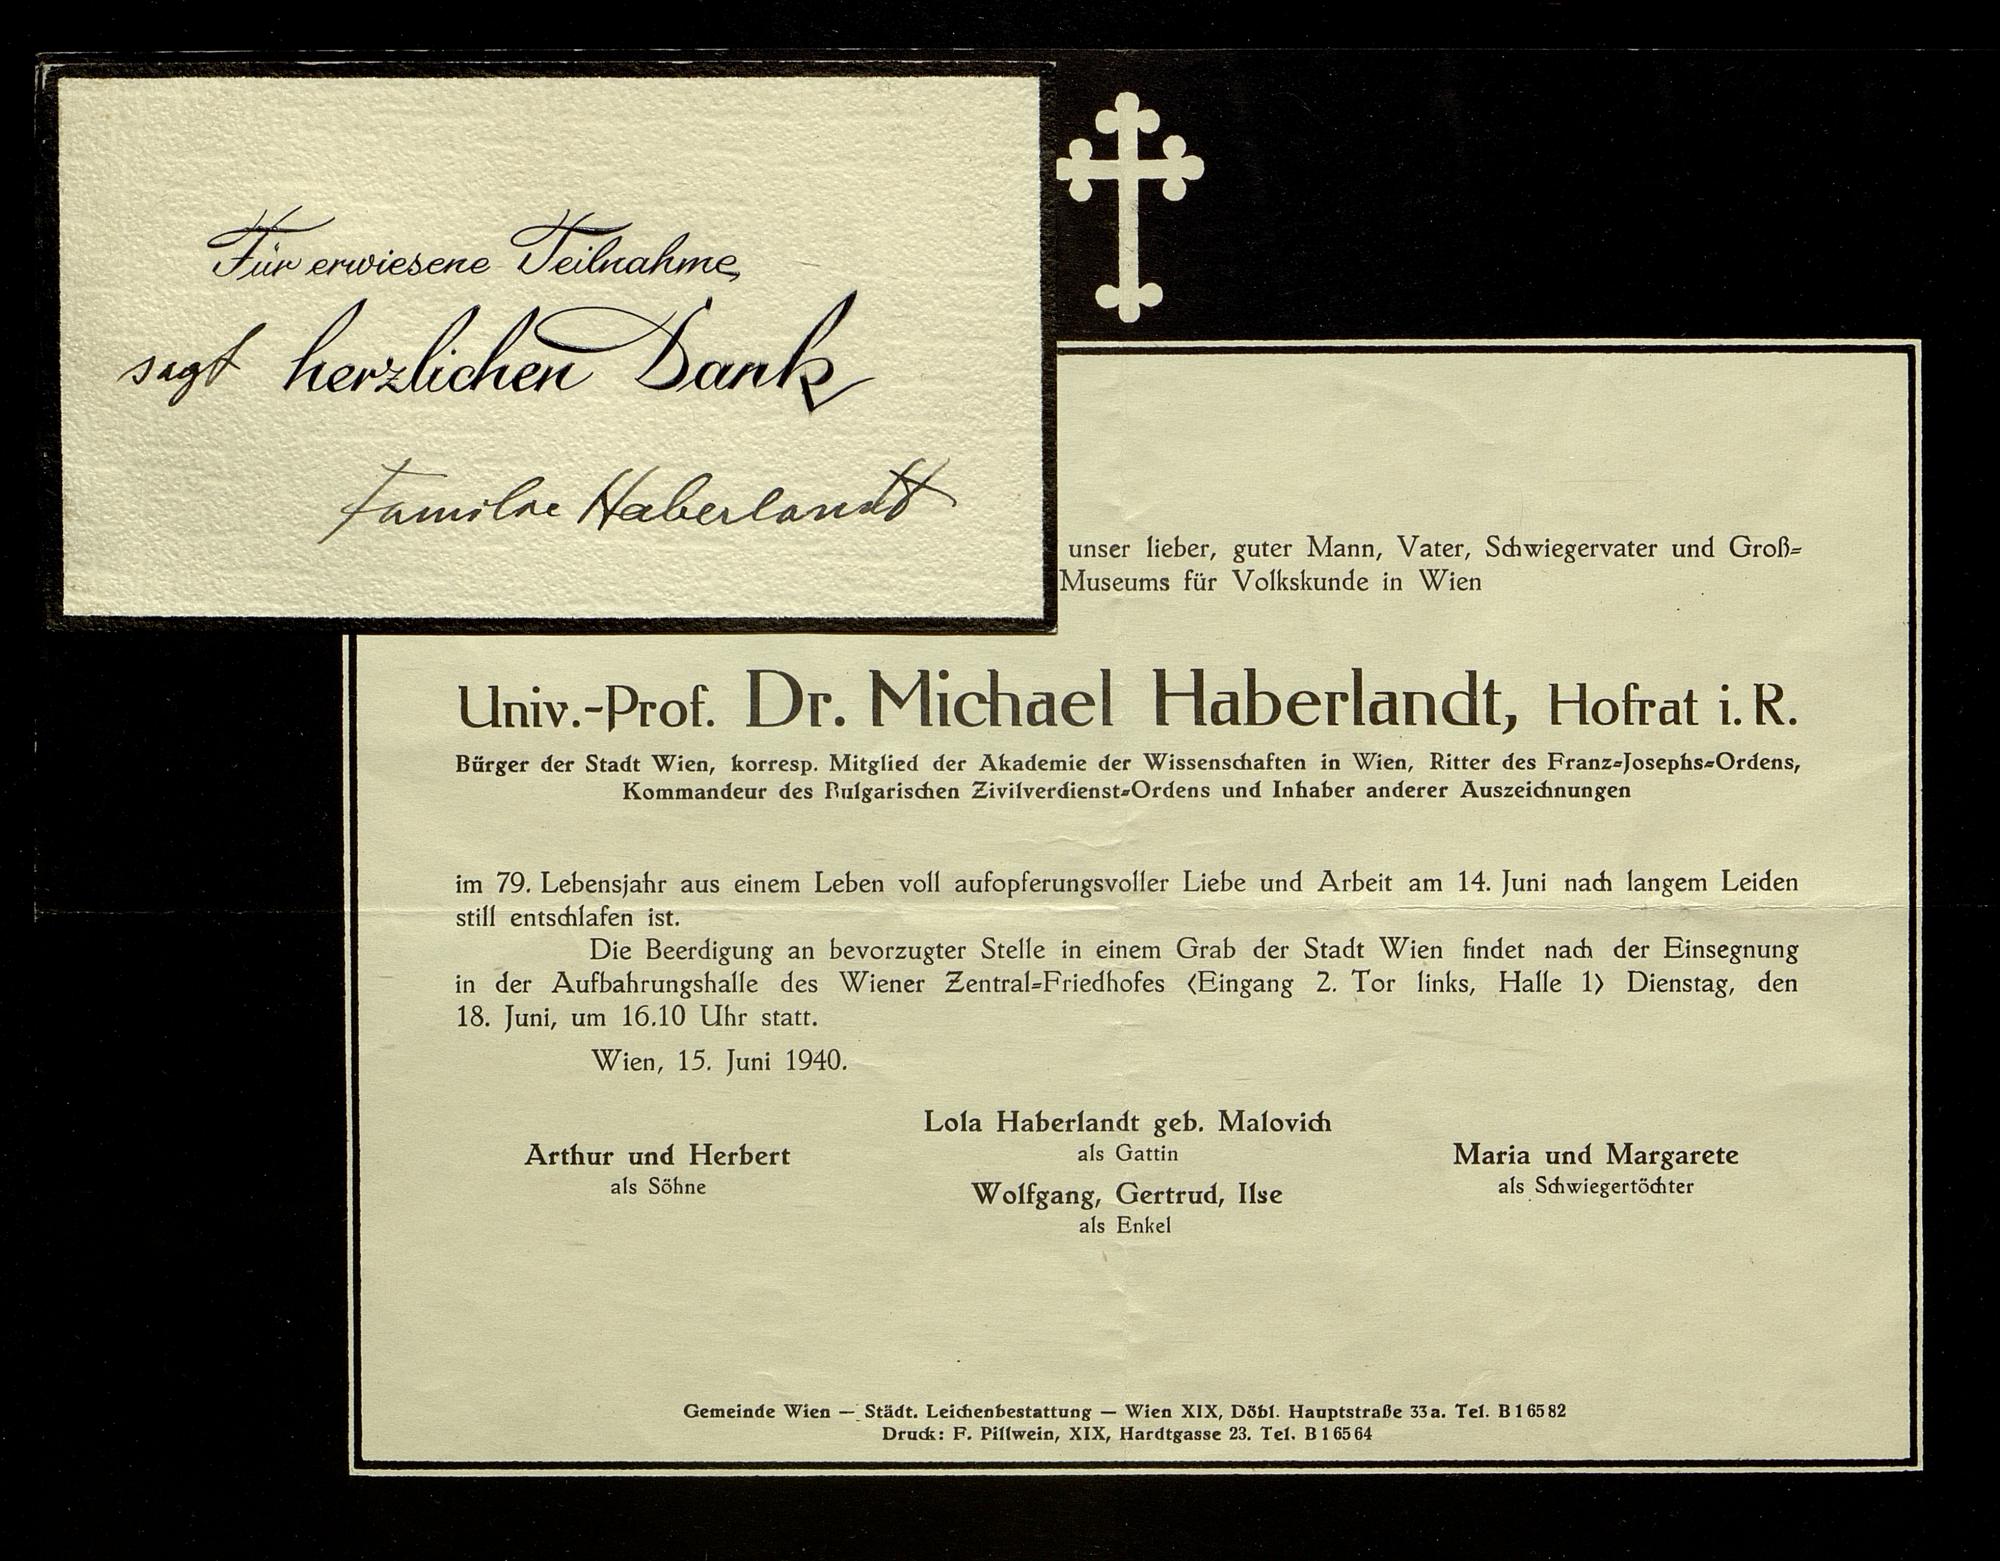 Für erwiesene Teilnahme
sagt herzlichen Dank
Familie Haberlandt
unser lieber, guter Mann, Vater, Schwiegervater und Groß-
Museums für Volkskunde in Wien
Univ.-Prof. Dr. Michael Haberlandt, Hofrat i. R.
Bürger der Stadt Wien, korresp. Mitglied der Akademie der Wissenschaften in Wien, Ritter des Franz-Josephs-Ordens,
Kommandeur des Bulgarischen Zivilverdienst-Ordens und Inhaber anderer Auszeichnungen
im 79. Lebensjahr aus einem Leben voll aufopferungsvoller Liebe und Arbeit am 14. Juni nach langem Leiden
still entschlafen ist.
Die Beerdigung an bevorzugter Stelle in einem Grab der Stadt Wien findet nach der Einsegnung
in der Aufbahrungshalle des Wiener Zentral-Friedhofes (Eingang 2. Tor links, Halle 1) Dienstag, den
18. Juni, um 16.10 Uhr statt.
Wien, 15. Juni 1940.
Lola Haberlandt geb. Malovich
als Gattin
Arthur und Herbert
als Söhne
Maria und Margarete
als Schwiegertöchter
Wolfgang, Gertrud, Ilse
als Enkel
Gemeinde Wien — Städt. Leichenbestattung — Wien XIX, Döbl. Hauptstraße 33a. Tel. B 16582
Druck: F. Pillwein, XIX, Hardtgasse 23. Tel. B 16564